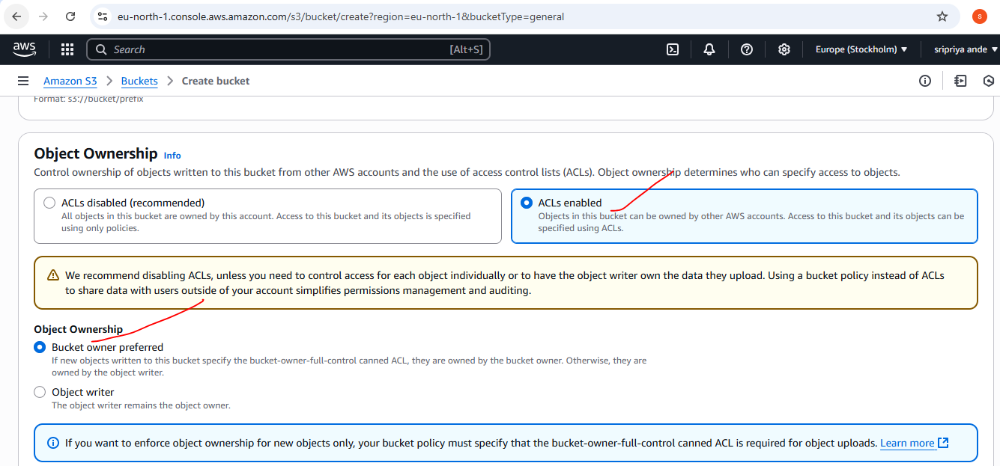 eu-north-1.console.aws.amazon.com/s3/bucket/create?region=eu-north-1&bucketType=general
S
aws
Search
[Alt+S]
Europe (Stockholm)
sripriya ande
Amazon S3 > Buckets > Create bucket
Format: s3://bucket/prefix
Object Ownership Info
Control ownership of objects written to this bucket from other AWS accounts and the use of access control lists (ACLs). Object ownership determines who can specify access to objects.
ACLs disabled (recommended)
All objects in this bucket are owned by this account. Access to this bucket and its objects is specified
using only policies.
ACLs enabled
Objects in this bucket can be owned by other AWS accounts. Access to this bucket and its objects can be
specified using ACLs.
We recommend disabling ACLs, unless you need to control access for each object individually or to have the object writer own the data they upload. Using a bucket policy instead of ACLs
to share data with users outside of your account simplifies permissions management and auditing.
Object Ownership
Bucket owner preferred
If new objects written to this bucket specify the bucket-owner-full-control canned ACL, they are owned by the bucket owner. Otherwise, they are
owned by the object writer.
Object writer
The object writer remains the object owner.
If you want to enforce object ownership for new objects only, your bucket policy must specify that the bucket-owner-full-control canned ACL is required for object uploads. Learn more